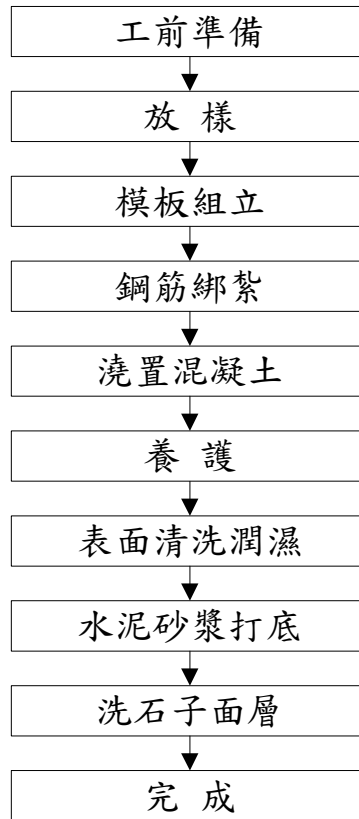 工前準備
放 樣
模板組立
鋼筋綁紮
澆置混凝土
養 護
表面清洗潤濕
水泥砂漿打底
洗石子面層
完 成